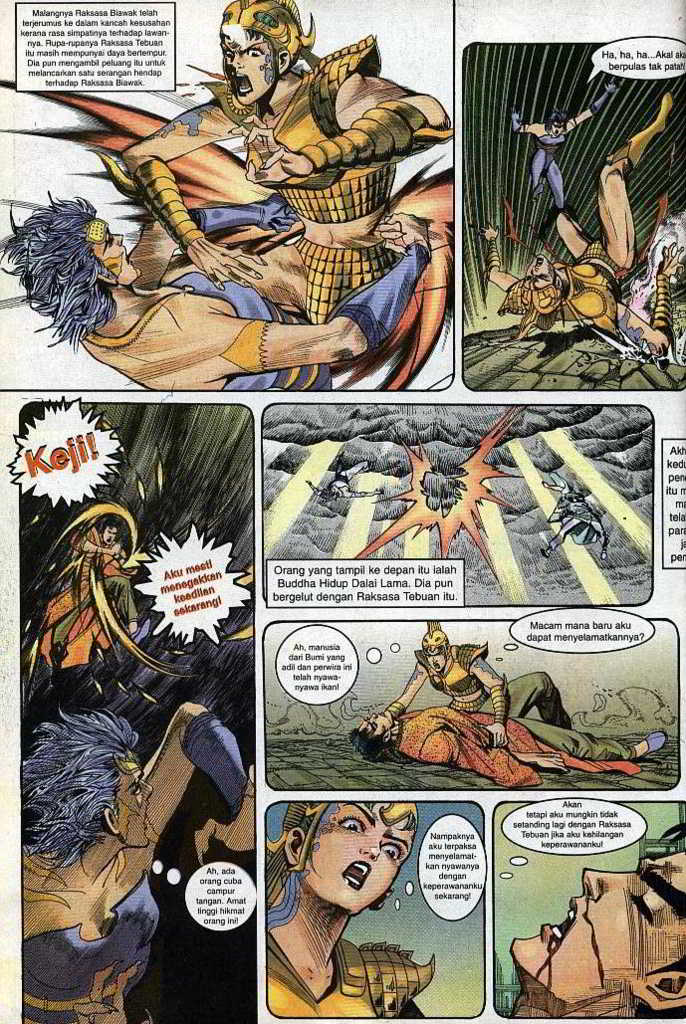 Malangnya Raksasa Biawak telah
terjerumus ke dalam kancah kesusahan
kerana rasa simpatinya terhadap lawan-
nya. Rupa-rupanya Raksasa Tebuan
itu masih mempunyai daya bertempur.
Dia pun mengambil peluang itu untuk
melancarkan satu serangan hendap
terhadap Raksasa Biawak.
Ha, ha, ha...Akal
berpulas tak patah!
Keji!
Aku mesti
menegakkan
keadilan
sekarang!
Ah, ada
orang cuba
campur
tangan. Amat
tinggi hikmat
orang ini!
Orang yang tampil ke depan itu ialah
Buddha Hidup Dalai Lama. Dia pun
bergelut dengan Raksasa Tebuan itu.
Ah, manusia
dari Bumi yang
adil dan perwira ini
telah nyawa-
nyawa ikan!
Macam mana baru aku
dapat menyelamatkannya?
Nampaknya
aku terpaksa
menyelamat-
kan nyawanya
dengan
keperawananku
sekarang!
Akan
tetapi aku mungkin tidak
setanding lagi dengan Raksasa
Tebuan jika aku kehilangan
keperawananku!